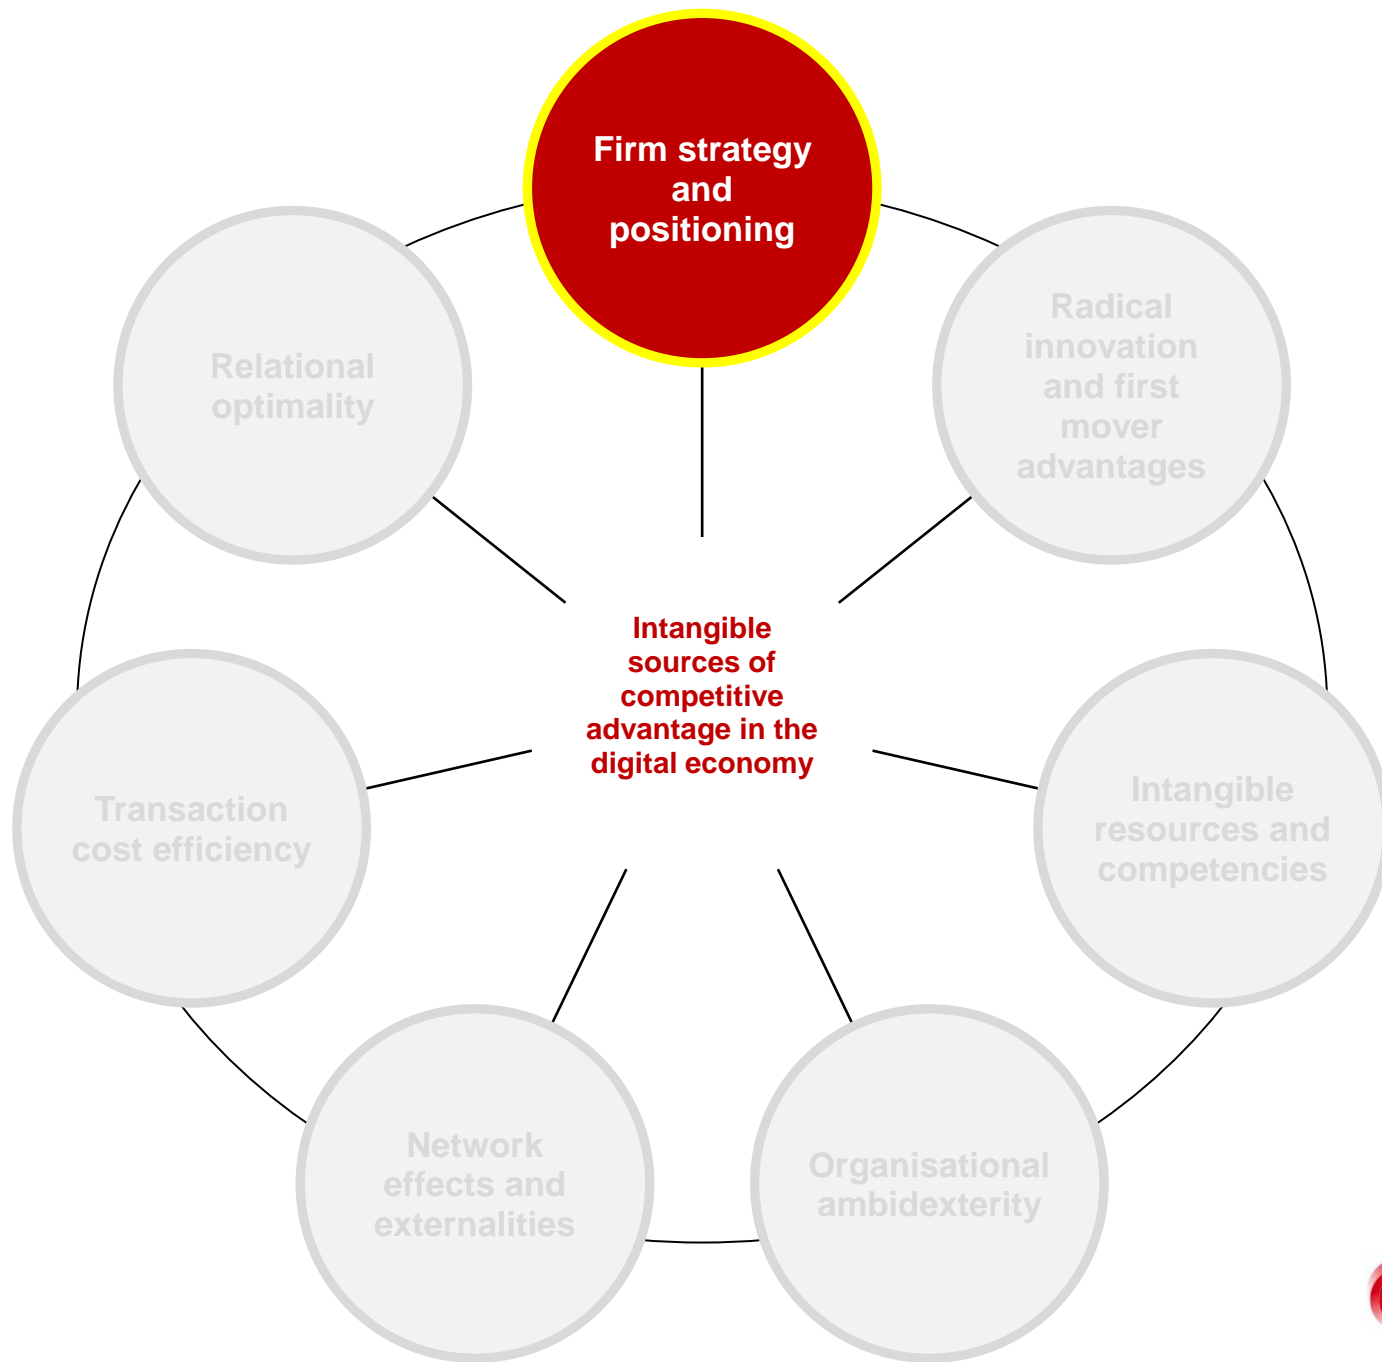 Firm strategy
and
positioning
Radical
innovation
and first
mover
advantages
Relational
optimality
Intangible
sources of
competitive
advantage in the
digital economy
Intangible
resources and
competencies
Transaction
cost efficiency
Organisational
ambidexterity
Network
effects and
externalities